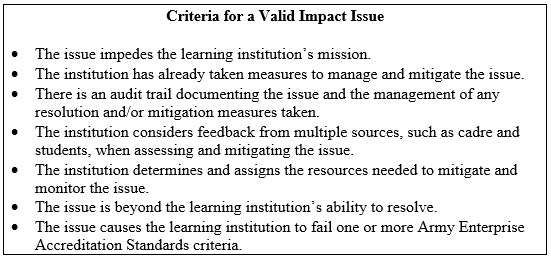 Criteria for a Valid Impact Issue
• The issue impedes the learning institution’s mission.
• The institution has already taken measures to manage and mitigate the issue.
• There is an audit trail documenting the issue and the management of any
resolution and/or mitigation measures taken.
• The institution considers feedback from multiple sources, such as cadre and
students, when assessing and mitigating the issue.
• The institution determines and assigns the resources needed to mitigate and
monitor the issue.
• The issue is beyond the learning institution’s ability to resolve.
• The issue causes the learning institution to fail one or more Army Enterprise
Accreditation Standards criteria.